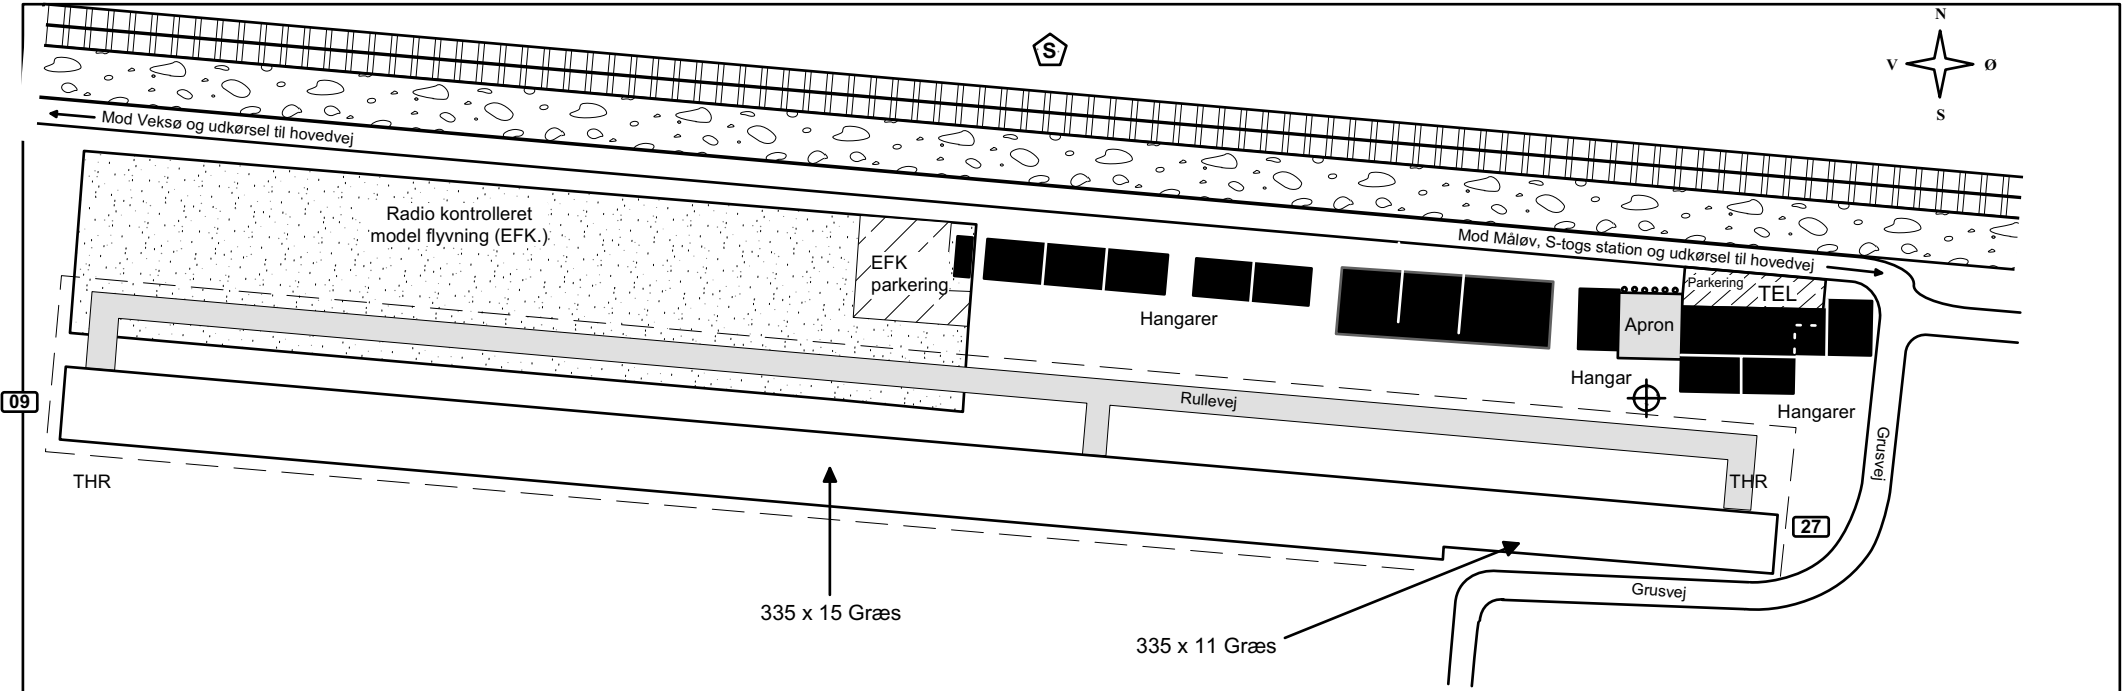 N
S
V
Ø
S
Mod Veksø og udkørsel til hovedvej
Radio kontrolleret
model flyvning (EFK.)
EFK
parkering
Mod Måløv, S-togs station og udkørsel til hovedvej
Parkering
TEL
Hangarer
Apron
Hangar
Hangarer
09
Rullevej
Grusvej
THR
THR
27
Grusvej
335 x 15 Græs
335 x 11 Græs